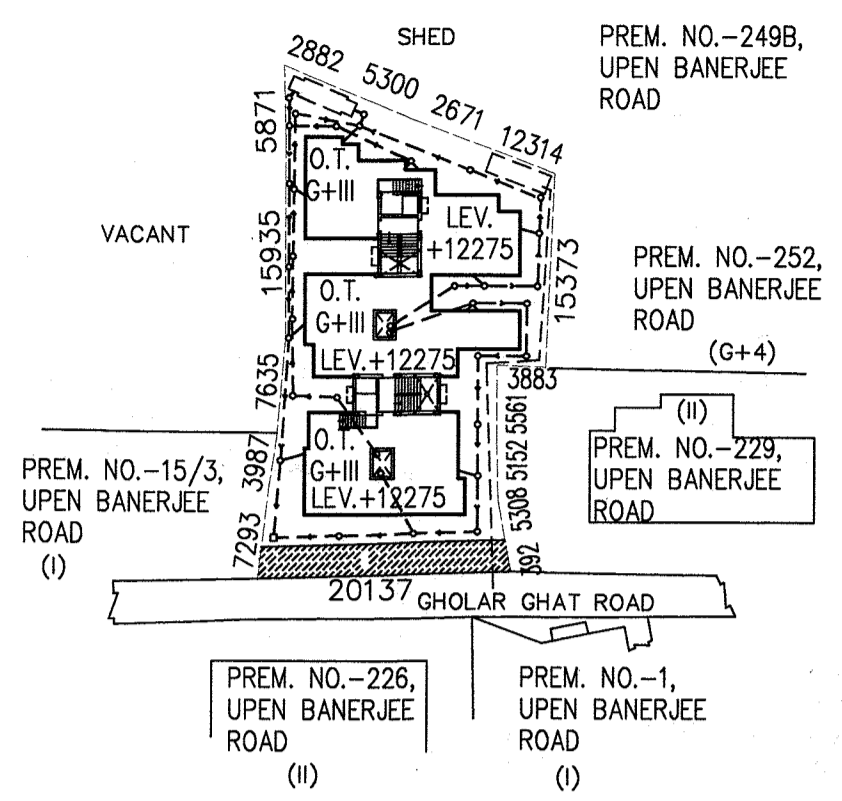 SHED
PREM. NO.-249B,
UPEN BANERJEE
ROAD
2882
5300
2671
12314
5871
O.T.
G+III
LEV.
+12275
VACANT
15935
15373
PREM. NO.-252,
UPEN BANERJEE
ROAD
(G+4)
O.T.
G+III
LEV.+12275
7635
3883
5561
5152
5308
392
(II)
PREM. NO.-229,
UPEN BANERJEE
ROAD
O.T.
G+III
LEV.+12275
3987
7293
PREM. NO.-15/3,
UPEN BANERJEE
ROAD
(I)
20137
GHOLAR GHAT ROAD
PREM. NO.-226,
UPEN BANERJEE
ROAD
(II)
PREM. NO.-1,
UPEN BANERJEE
ROAD
(I)